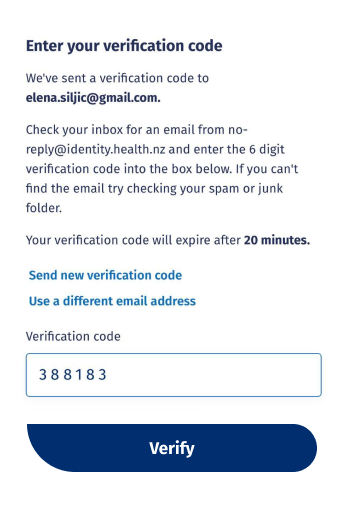 Enter your verification code
We've sent a verification code to
elena.siljic@gmail.com.
Check your inbox for an email from no-
reply@identity.health.nz and enter the 6 digit
verification code into the box below. If you can't
find the email try checking your spam or junk
folder.
Your verification code will expire after 20 minutes.
Send new verification code
Use a different email address
Verification code
388183
Verify